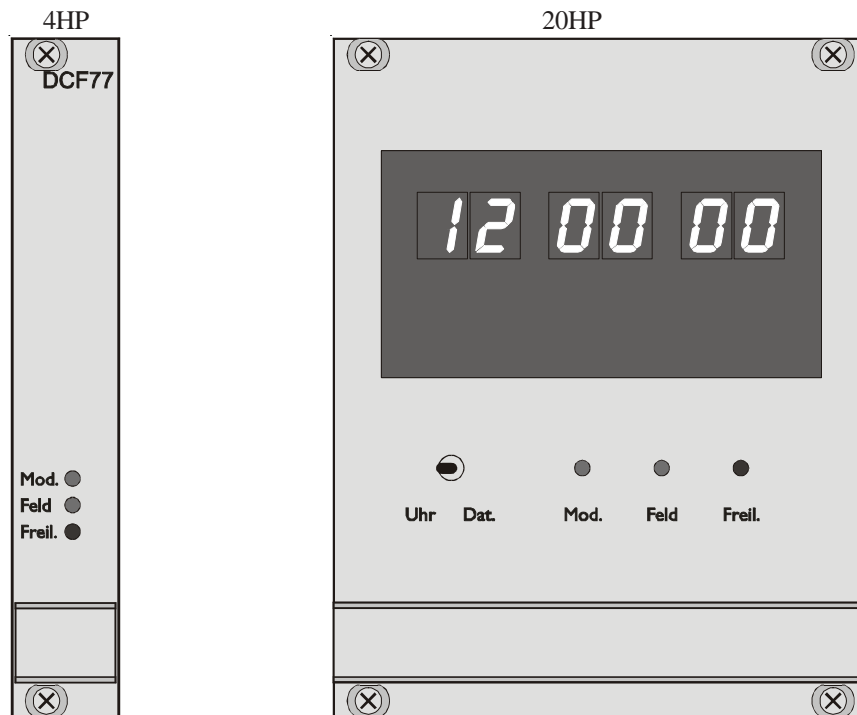 4HP
DCF77
Mod.
Feld
Freil.
20HP
12 00 00
Uhr Dat. Mod. Feld Freil.